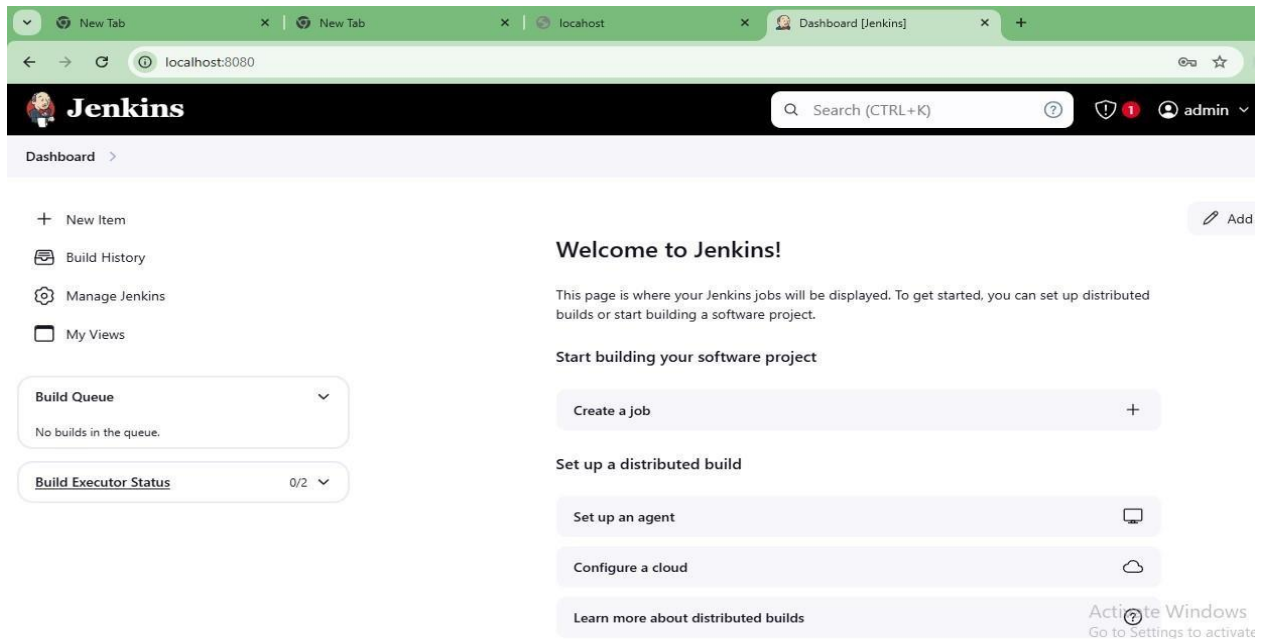 New Tab
New Tab
locahost
Dashboard [Jenkins]
localhost:8080
Jenkins
Search (CTRL+K)
1
admin
Dashboard
New Item
Build History
Manage Jenkins
My Views
Add
Welcome to Jenkins!
This page is where your Jenkins jobs will be displayed. To get started, you can set up distributed
builds or start building a software project.
Start building your software project
Build Queue
No builds in the queue.
Create a job
Set up a distributed build
Build Executor Status 0/2
Set up an agent
Configure a cloud
Learn more about distributed builds
Activate Windows
Go to Settings to activate